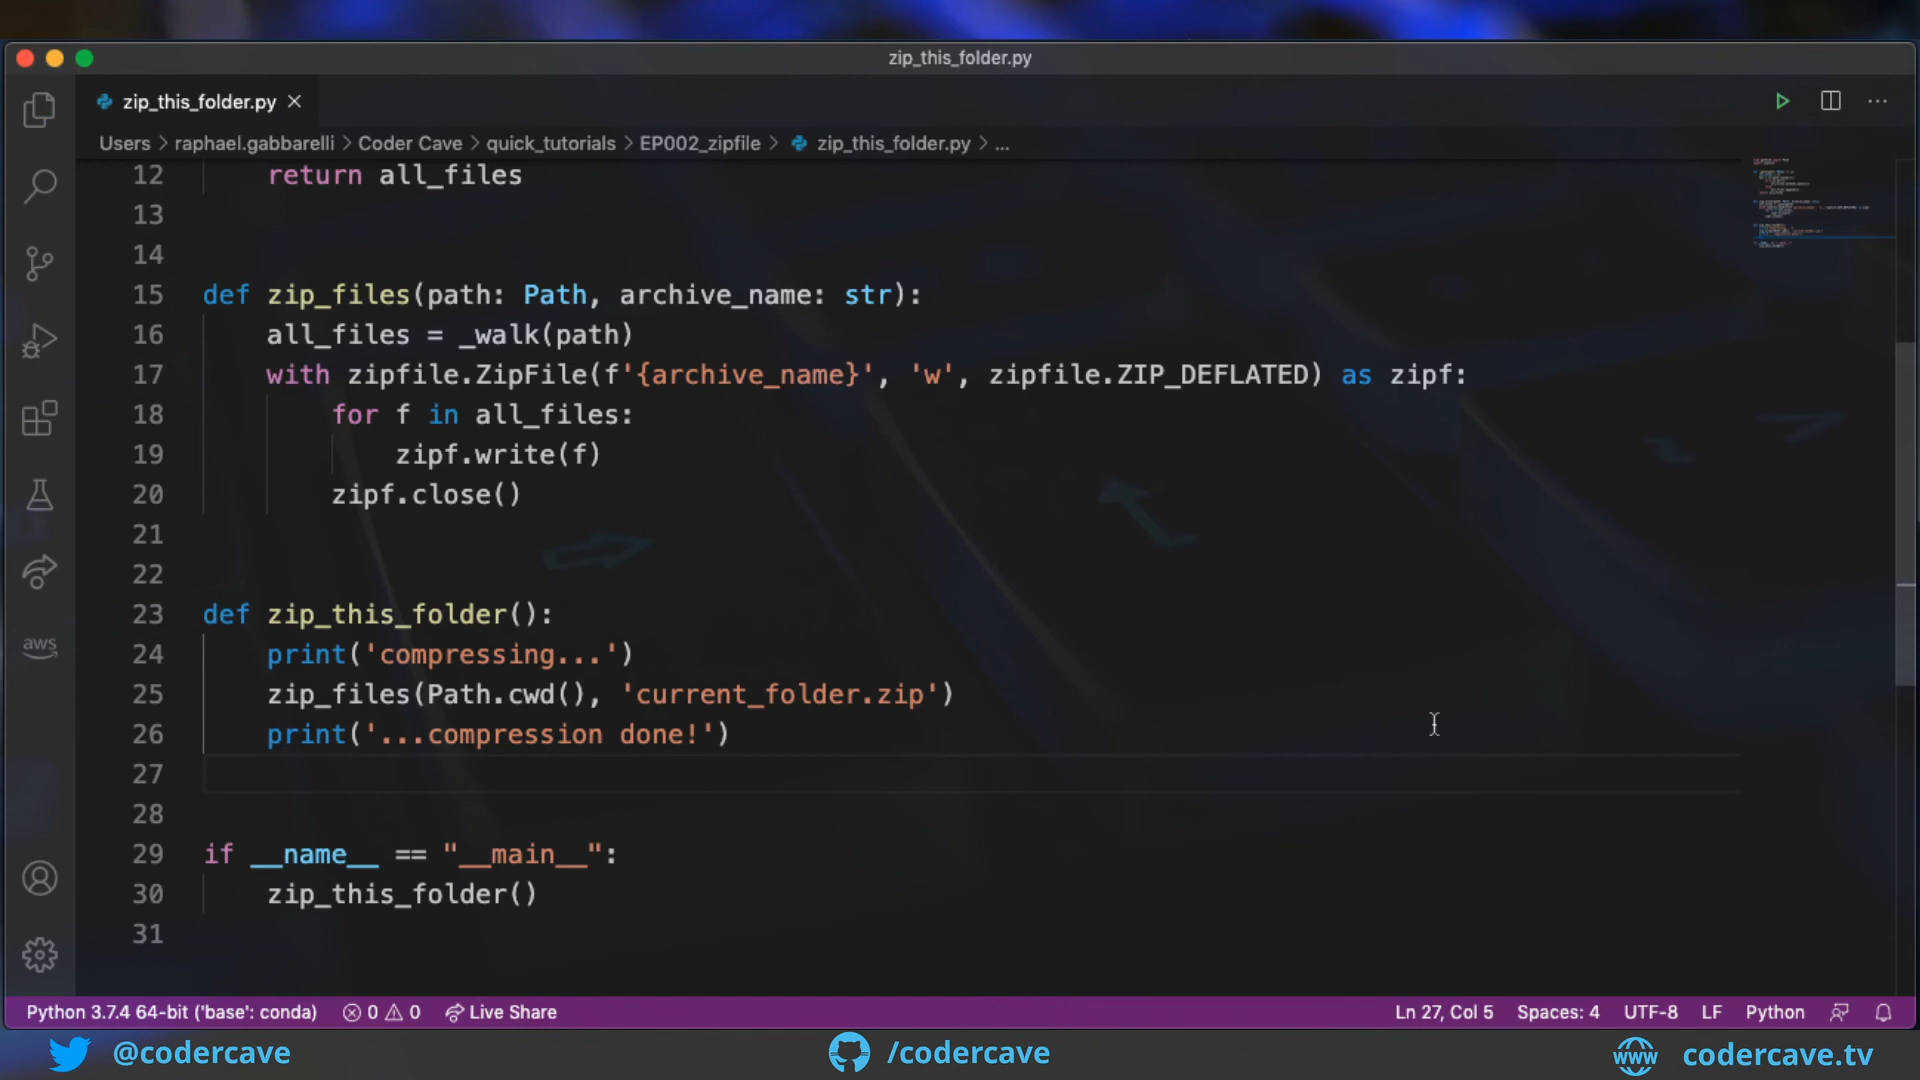 zip_this_folder.py
zip_this_folder.py
Users > raphael.gabbarelli > Coder Cave > quick_tutorials > EP002_zipfile > zip_this_folder.py > ...
12 return all_files
13
14
15 def zip_files(path: Path, archive_name: str):
16 all_files = _walk(path)
17 with zipfile.ZipFile(f'{archive_name}', 'w', zipfile.ZIP_DEFLATED) as zipf:
18 for f in all_files:
19 zipf.write(f)
20 zipf.close()
21
22
23 def zip_this_folder():
24 print('compressing...')
25 zip_files(Path.cwd(), 'current_folder.zip')
26 print('...compression done!')
27
28
29 if __name__ == "__main__":
30 zip_this_folder()
31
aws
Python 3.7.4 64-bit ('base': conda) 0 0 Live Share Ln 27, Col 5 Spaces: 4 UTF-8 LF Python
@codercave /codercave www codercave.tv